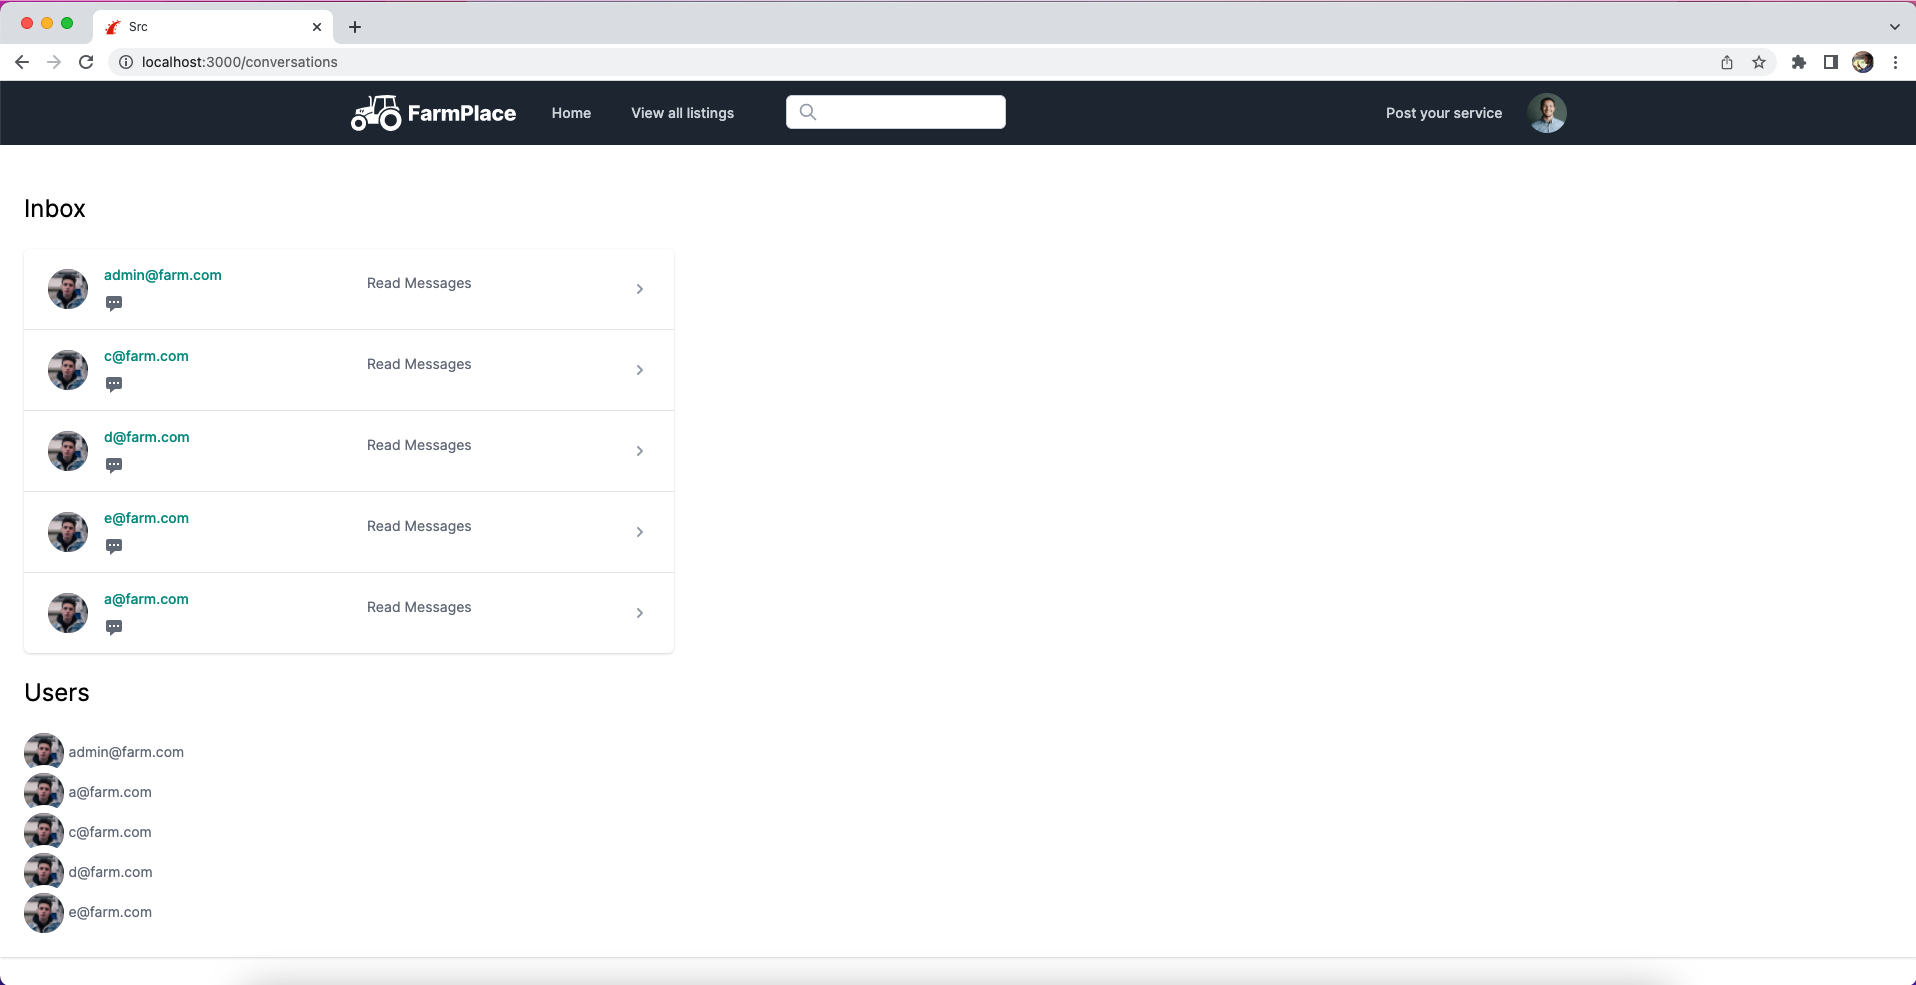 Src
localhost:3000/conversations
FarmPlace Home View all listings Post your service
Inbox
admin@farm.com Read Messages
c@farm.com Read Messages
d@farm.com Read Messages
e@farm.com Read Messages
a@farm.com Read Messages
Users
admin@farm.com
a@farm.com
c@farm.com
d@farm.com
e@farm.com